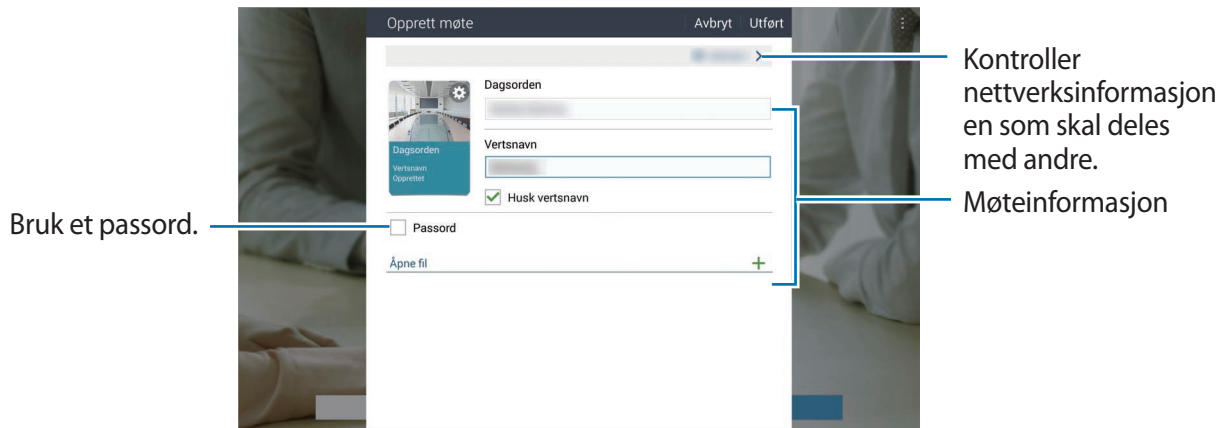 Opprett møte
Avbryt
Utført
Kontroller
nettverksinformasjon
en som skal deles
med andre.
Dagsorden
Dagsorden
Vertsnavn
Opprettet
Vertsnavn
Husk vertsnavn
Møteinformasjon
Bruk et passord.
Passord
Åpne fil